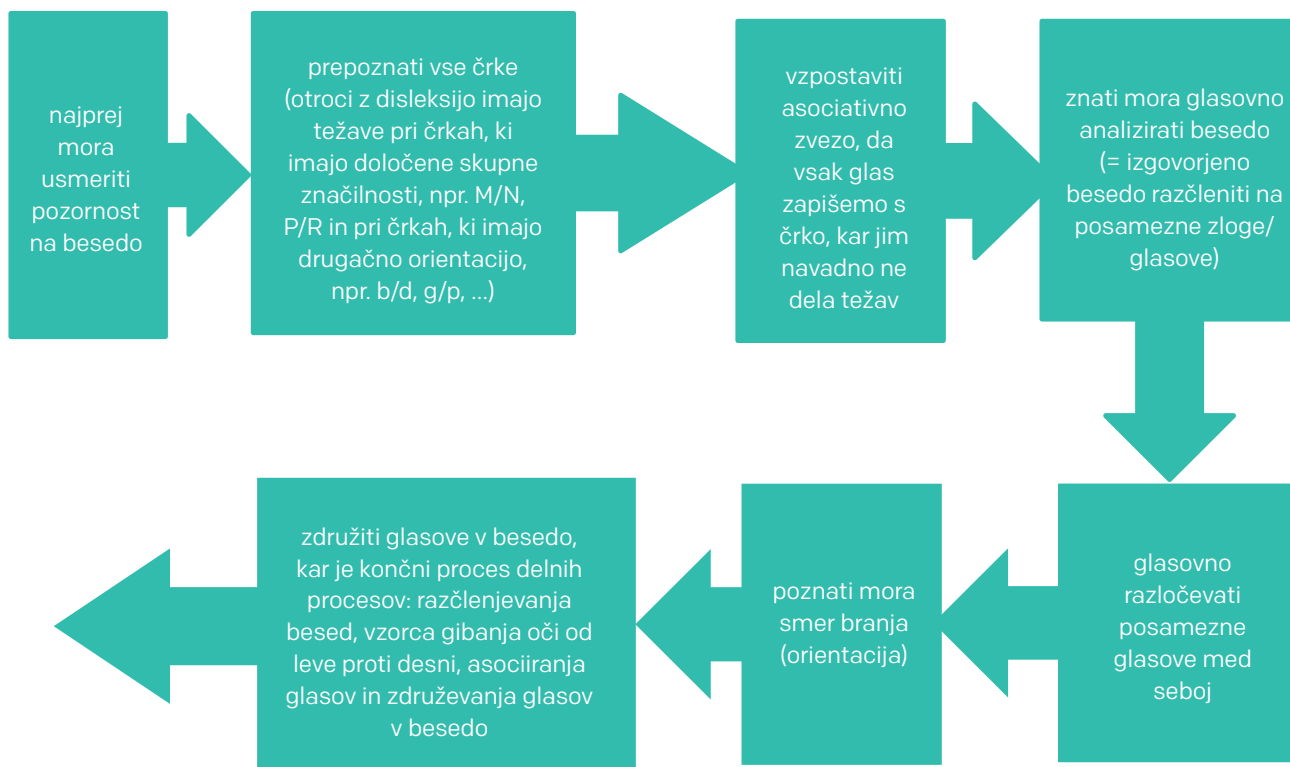 najprej
mora
usmeriti
pozornost
na besedo
prepoznati vse črke
(otroci z disleksijo imajo
težave pri črkah, ki
imajo določene skupne
značilnosti, npr. M/N,
P/R in pri črkah, ki imajo
drugačno orientacijo,
npr. b/d, g/p, ...)
vzpostaviti
asociativno
zvezo, da
vsak glas
zapišemo s
črko, kar jim
navadno ne
dela težav
znati mora glasovno
analizirati besedo
(= izgovorjeno
besedo razčleniti na
posamezne zloge/
glasove)
glasovno
razločevati
posamezne
glasove med
seboj
poznati mora
smer branja
(orientacija)
združiti glasove v besedo,
kar je končni proces delnih
procesov: razčlenjevanja
besed, vzorca gibanja oči od
leve proti desni, asociiranja
glasov in združevanja glasov
v besedo